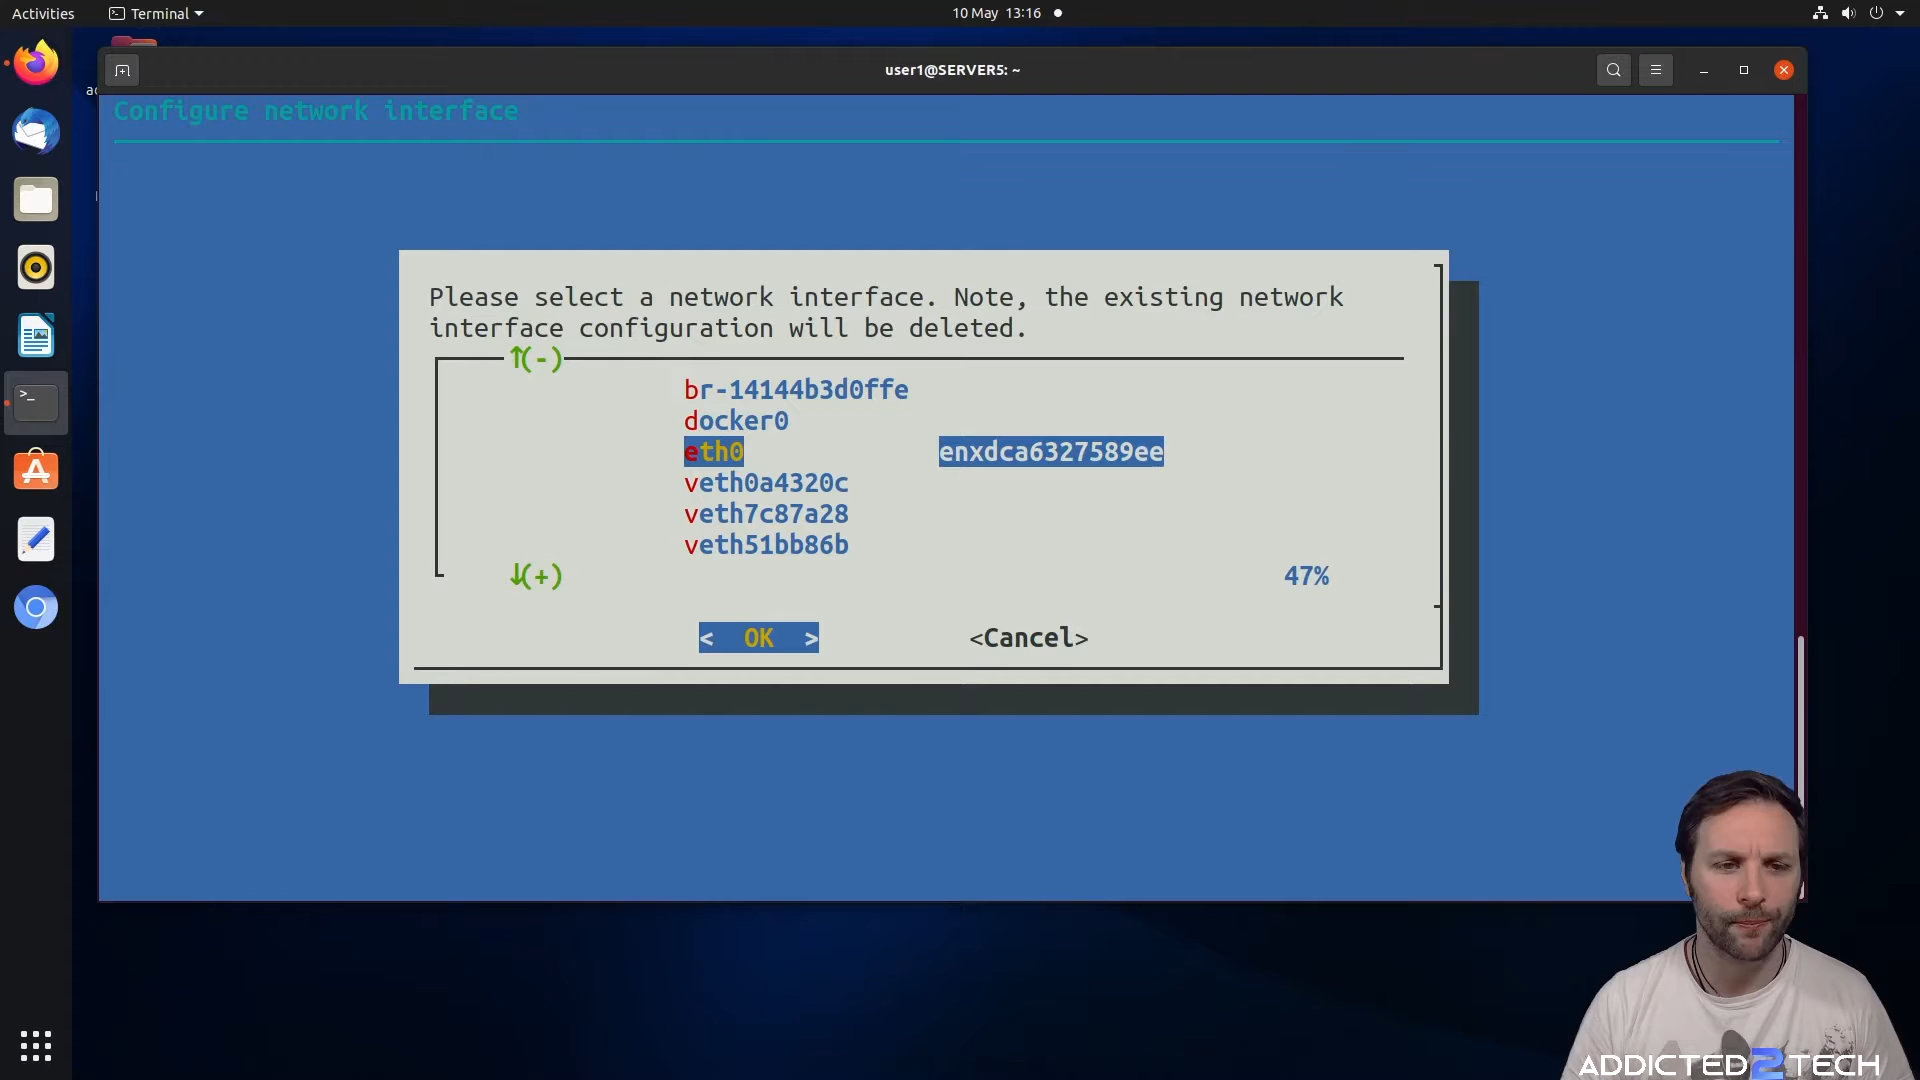 Activities
Terminal
10 May 13:16
user1@SERVER5: ~
Configure network interface
Please select a network interface. Note, the existing network
interface configuration will be deleted.
↑(-)
br-14144b3d0ffe
docker0
eth0 enxdca6327589ee
veth0a4320c
veth7c87a28
veth51bb86b
↓(+) 47%
< OK > <Cancel>
ADDICTED2TECH